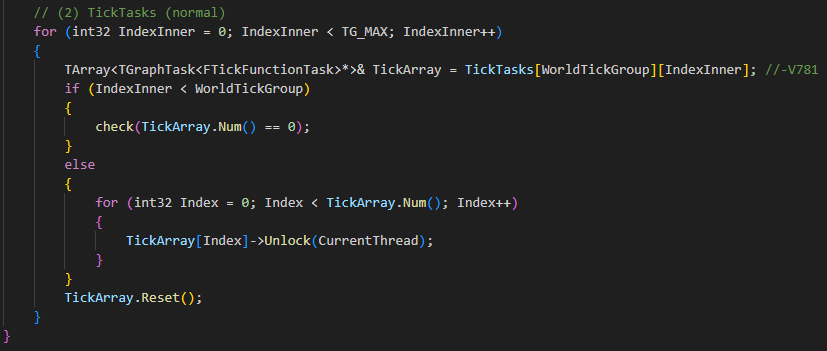 // (2) TickTasks (normal)
for (int32 IndexInner = 0; IndexInner < TG_MAX; IndexInner++)
{
TArray<TGraphTask<FTickFunctionTask>*>& TickArray = TickTasks[WorldTickGroup][IndexInner]; //-V781
if (IndexInner < WorldTickGroup)
{
check(TickArray.Num() == 0);
}
else
{
for (int32 Index = 0; Index < TickArray.Num(); Index++)
{
TickArray[Index]->Unlock(CurrentThread);
}
}
TickArray.Reset();
}
}